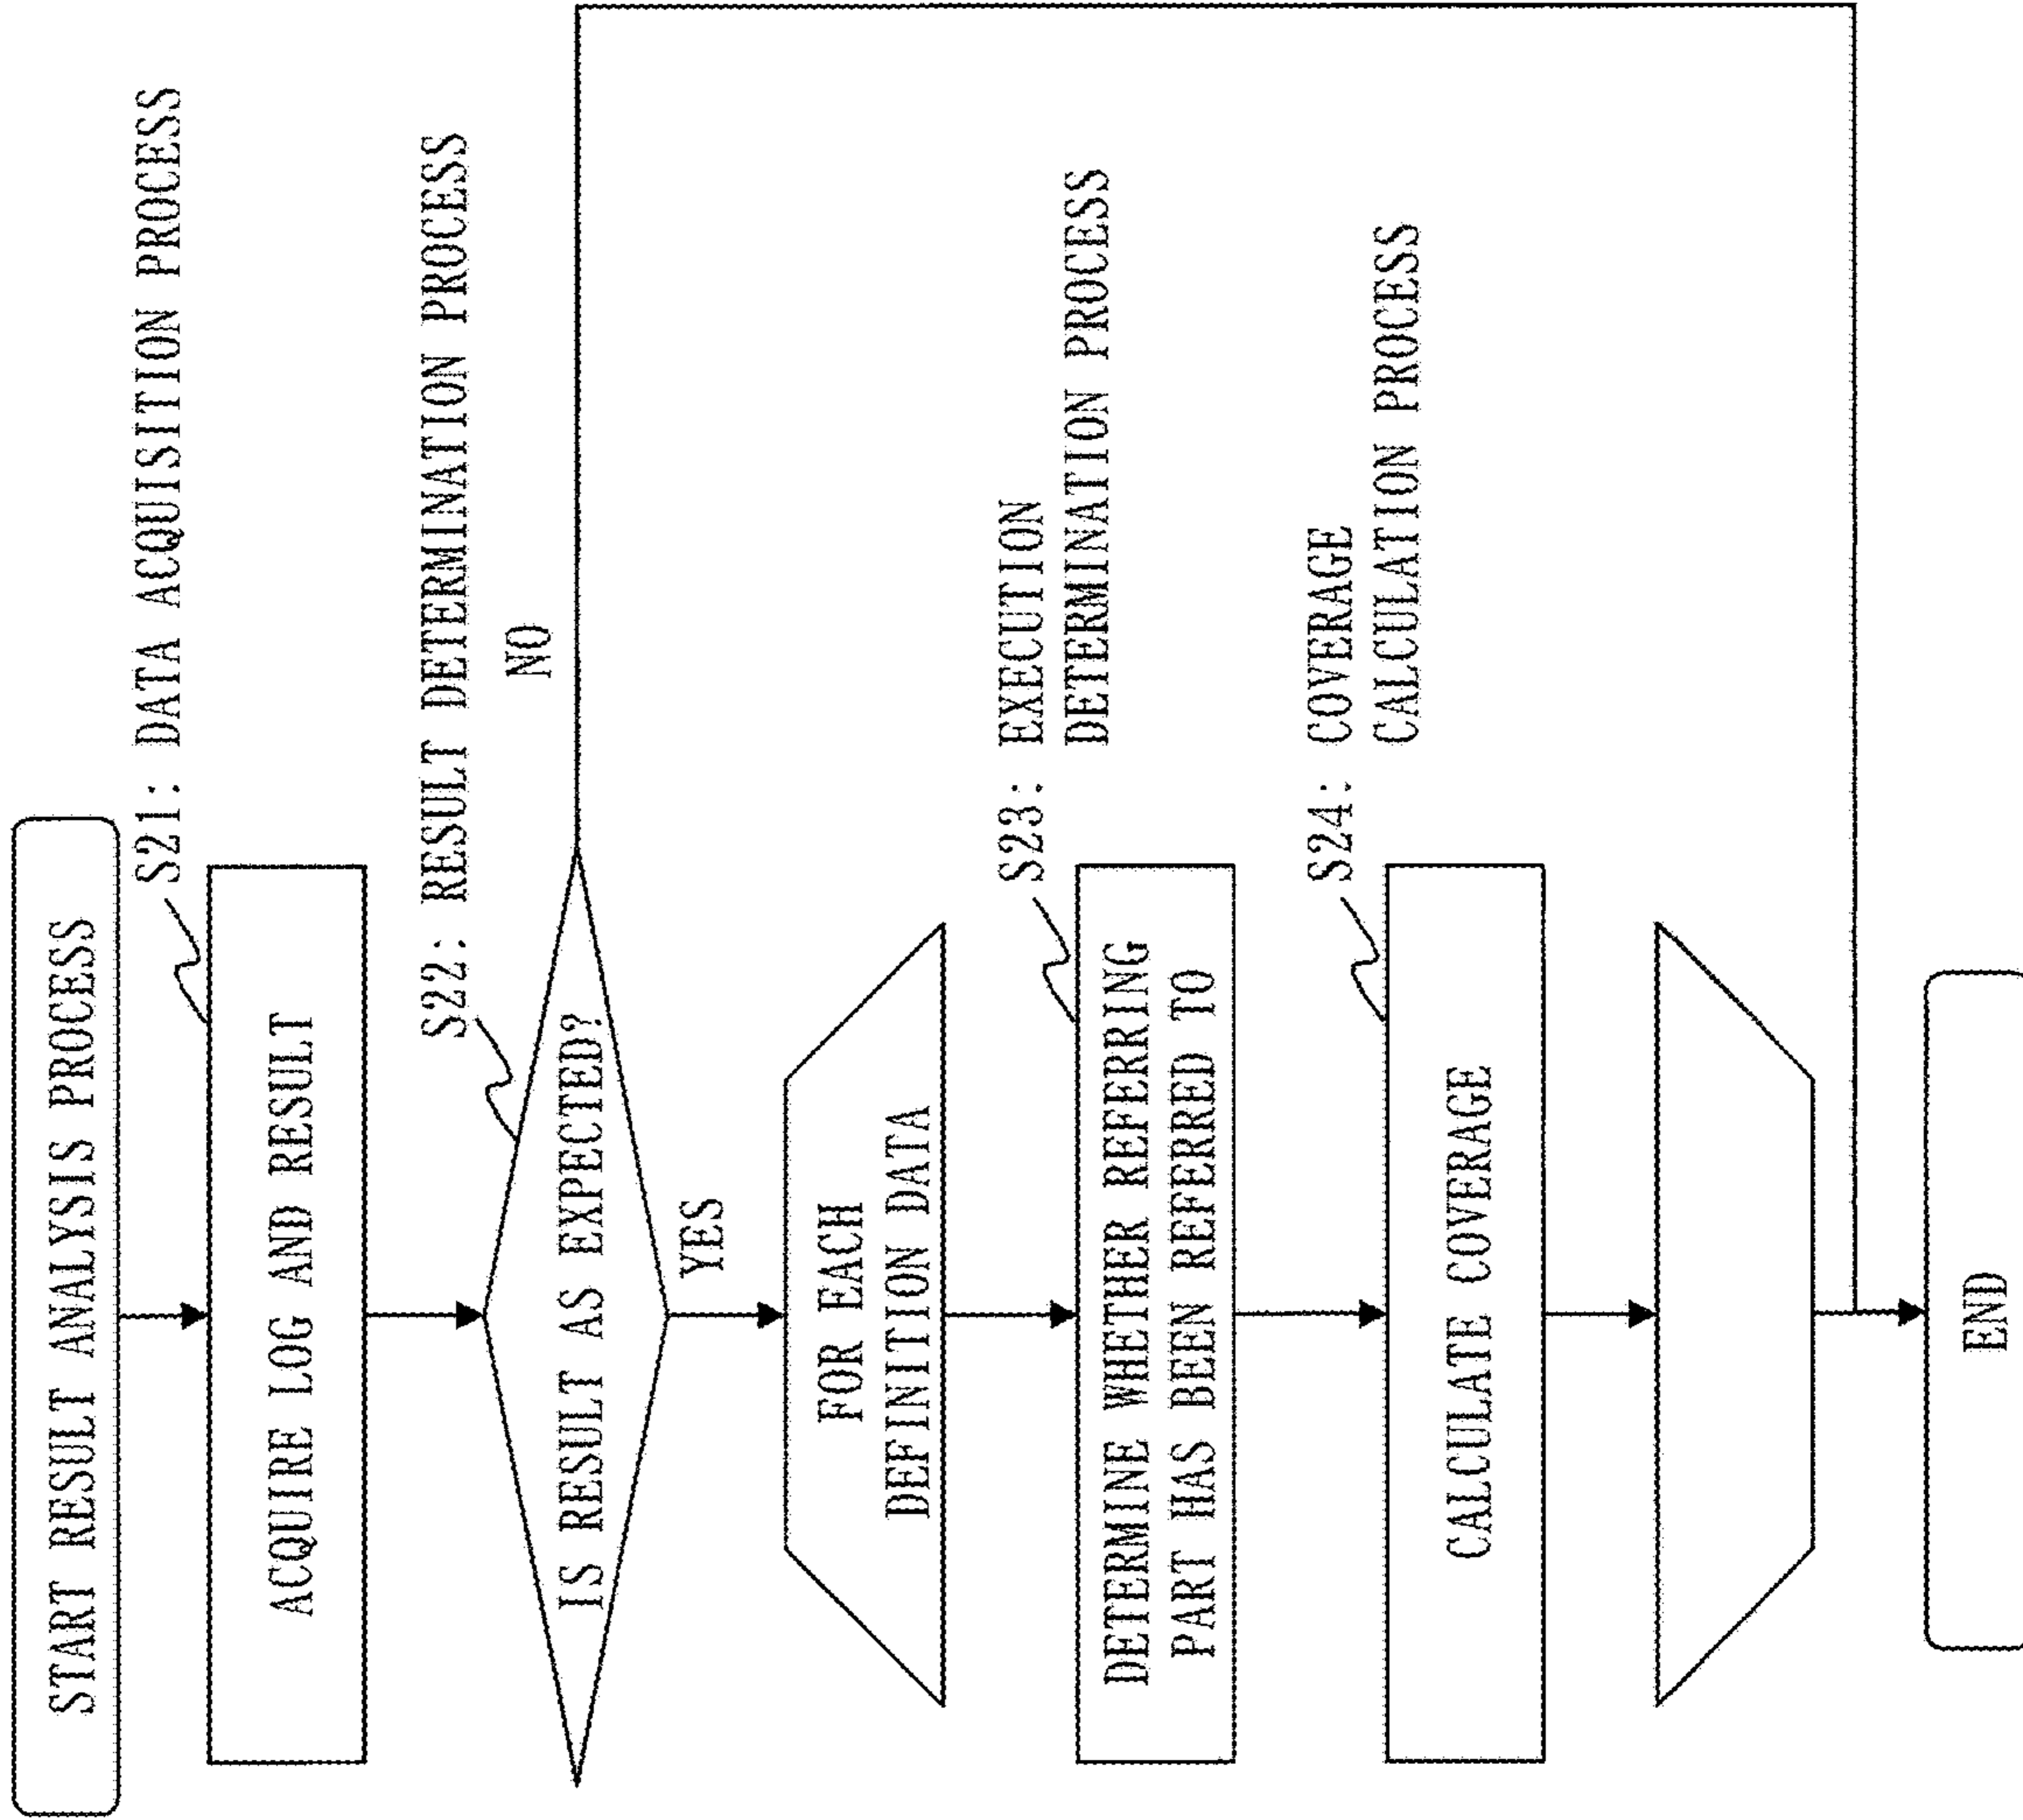 START RESULT ANALYSIS PROCESS
S21: DATA ACQUISITION PROCESS
ACQUIRE LOG AND RESULT
S22: RESULT DETERMINATION PROCESS
NO
IS RESULT AS EXPECTED?
YES
FOR EACH
DEFINITION DATA
S23: EXECUTION
DETERMINATION PROCESS
DETERMINE WHETHER REFERRING
PART HAS BEEN REFERRED TO
S24: COVERAGE
CALCULATION PROCESS
CALCULATE COVERAGE
END